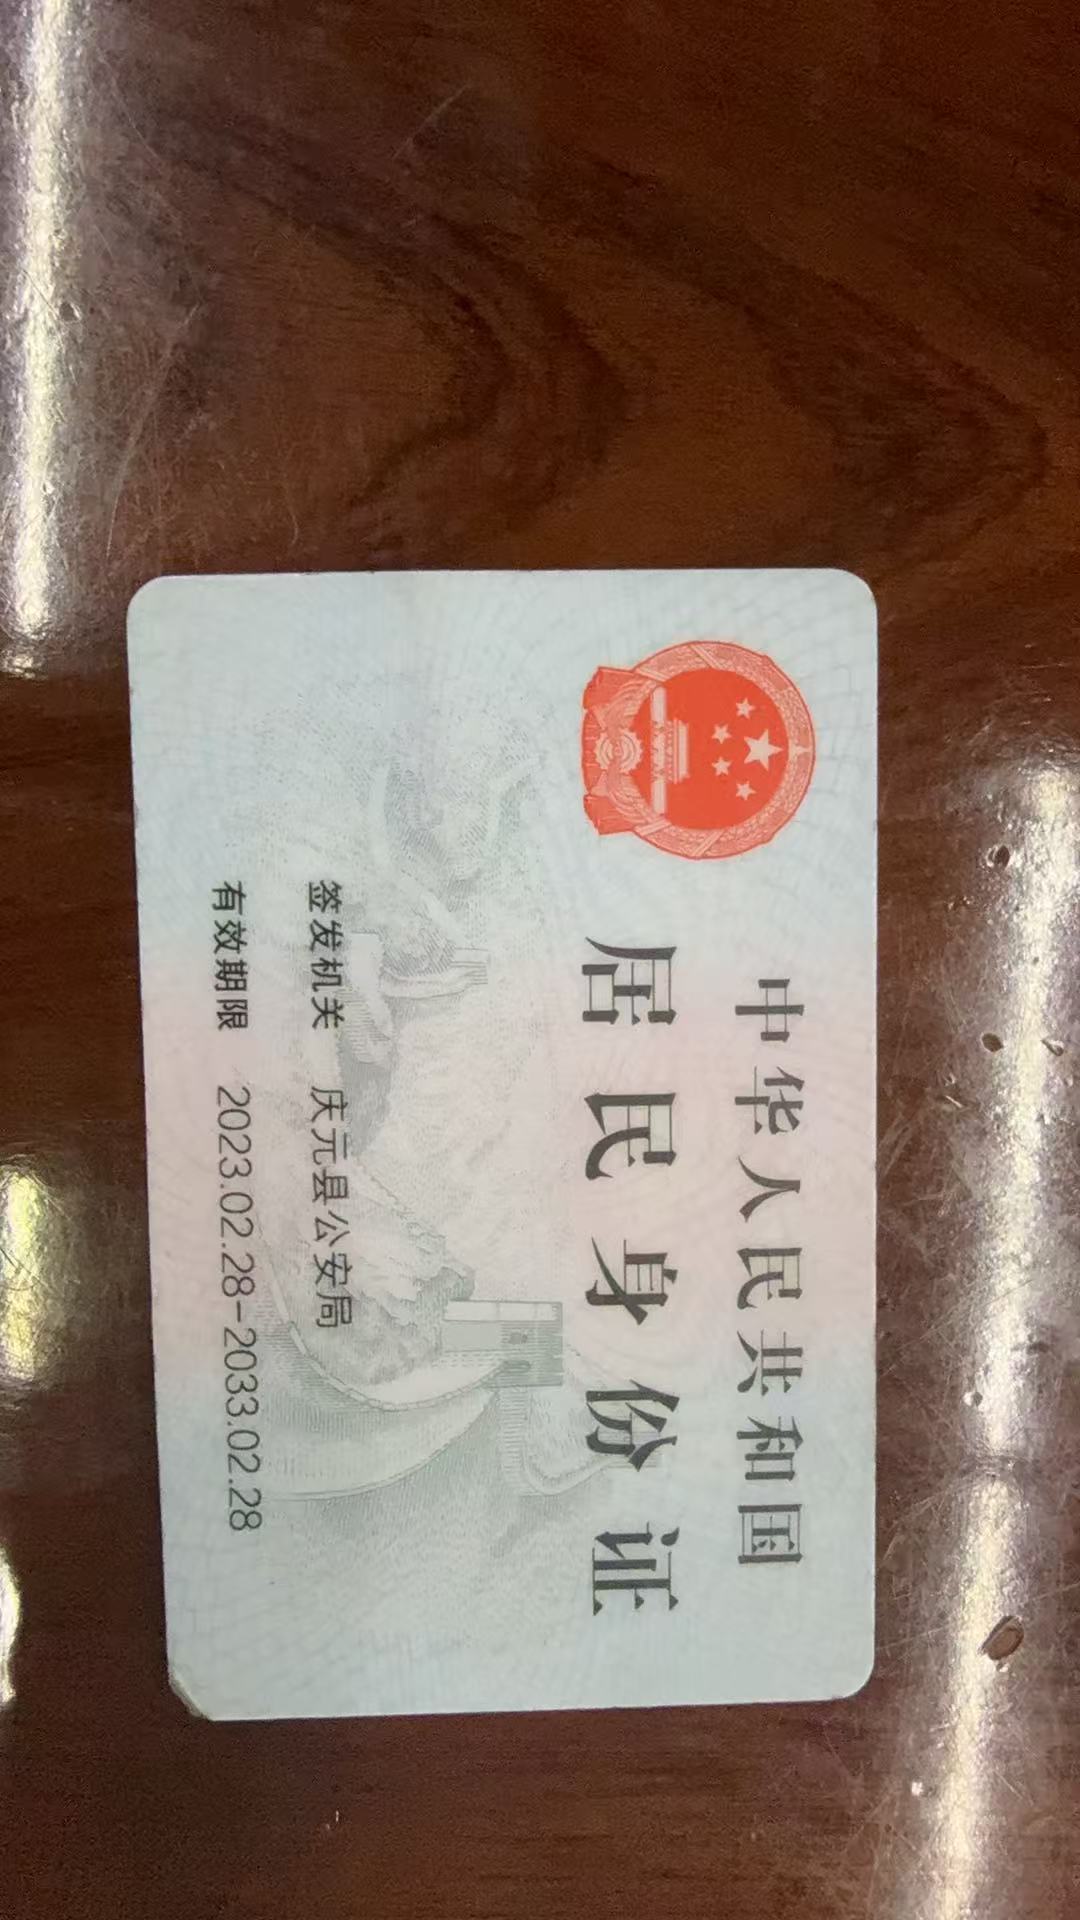 中华人民共和国
居民身份证
签发机关 庆元县公安局
有效期限 2023.02.28-2033.02.28